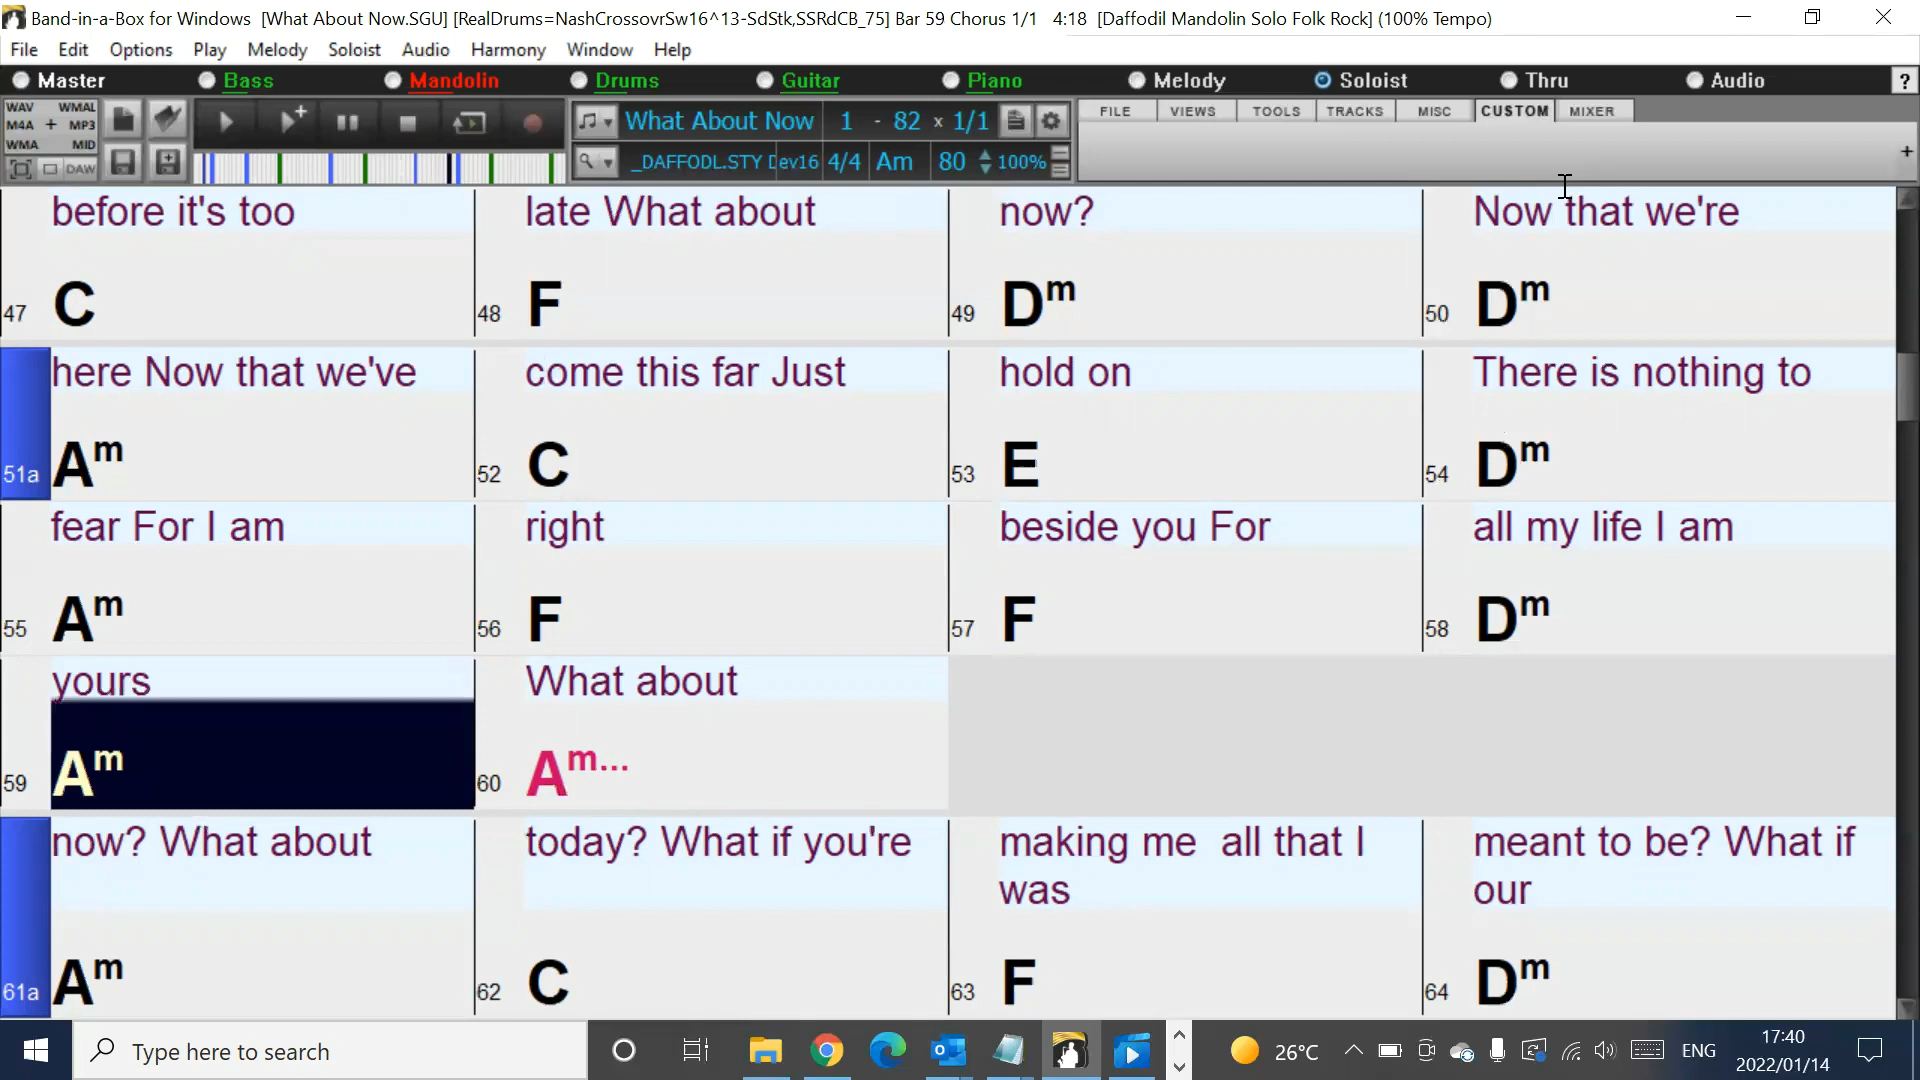 Band-in-a-Box for Windows [What About Now.SGU] [RealDrums=NashCrossovrSw16^13-SdStk,SSRdCB_75] Bar 59 Chorus 1/1 4:18 [Daffodil Mandolin Solo Folk Rock] (100% Tempo)
File Edit Options Play Melody Soloist Audio Harmony Window Help
Master Bass Mandolin Drums Guitar Piano Melody Soloist Thru Audio ?
WAV WMAL
M4A + MP3
WMA MID
DAW
What About Now 1 - 82 x 1/1
_DAFFODL.STY ev16 4/4 Am 80 100%
FILE VIEWS TOOLS TRACKS MISC CUSTOM MIXER
+
before it's too late What about now? Now that we're
47 C 48 F 49 Dm 50 Dm
here Now that we've come this far Just hold on There is nothing to
51a Am 52 C 53 E 54 Dm
fear For I am right beside you For all my life I am
55 Am 56 F 57 F 58 Dm
yours What about
59 Am 60 Am...
now? What about today? What if you're making me all that I meant to be? What if
was our
61a Am 62 C 63 F 64 Dm
Type here to search
26°C
ENG
17:40
2022/01/14